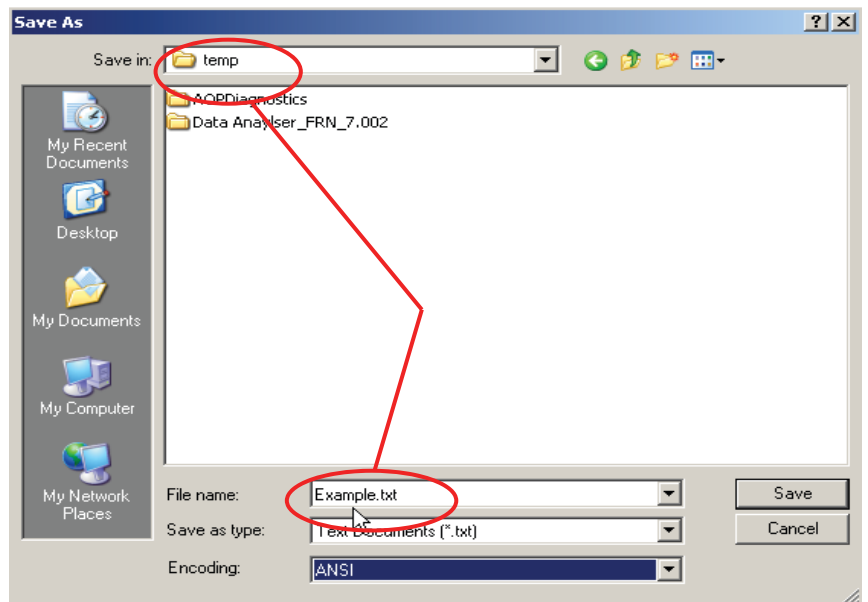 Save As
Save in: temp
AOPDiagnostics
Data Anaylser_FRN_7.002
My Recent
Documents
Desktop
My Documents
My Computer
My Network
Places
File name: Example.txt Save
Save as type: Text Documents (*.txt) Cancel
Encoding: ANSI